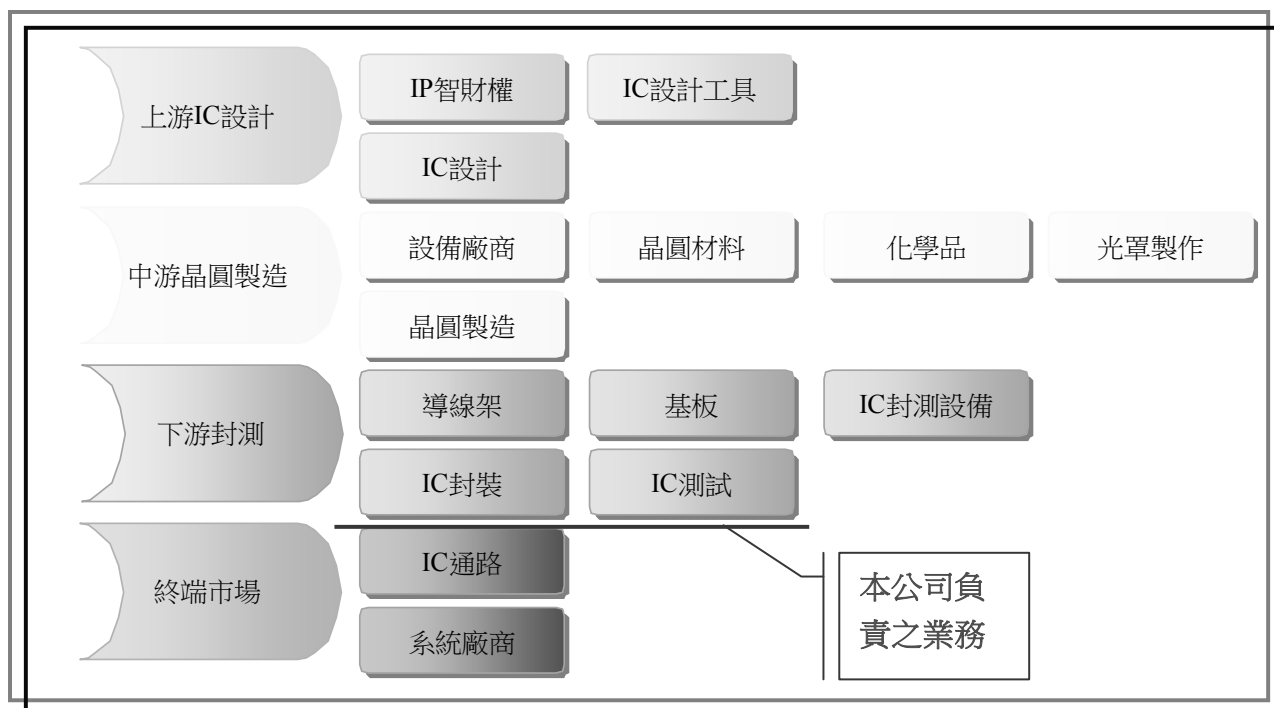 上游IC設計
IP智財權
IC設計工具
IC設計
中游晶圓製造
設備廠商
晶圓材料
化學品
光罩製作
晶圓製造
下游封測
導線架
基板
IC封測設備
IC封裝
IC測試
終端市場
IC通路
系統廠商
本公司負
責之業務